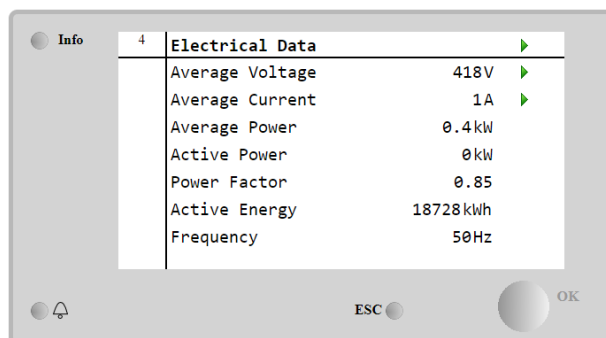 Info
4 Electrical Data
Average Voltage 418V
Average Current 1A
Average Power 0.4kW
Active Power 0kW
Power Factor 0.85
Active Energy 18728kWh
Frequency 50Hz
ESC OK